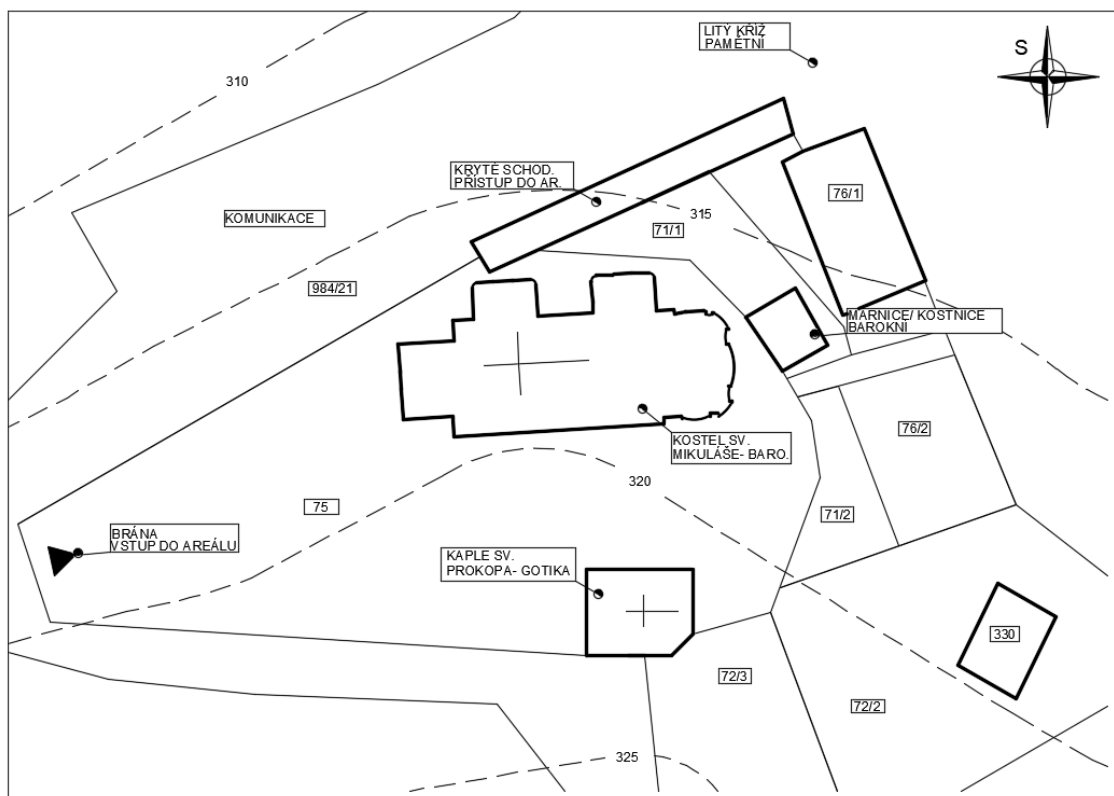 LITÝ KŘÍŽ
PAMĚTNÍ
S
310
KRYTÉ SCHOD.
PŘÍSTUP DO AR.
76/1
KOMUNIKACE
315
71/1
984/21
MARNICE/ KOSTNICE
BAROKNÍ
76/2
KOSTEL SV.
MIKULÁŠE- BARO.
320
75
71/2
BRÁNA
VSTUP DO AREÁLU
KAPLE SV.
PROKOPA- GOTIKA
330
72/3
72/2
325